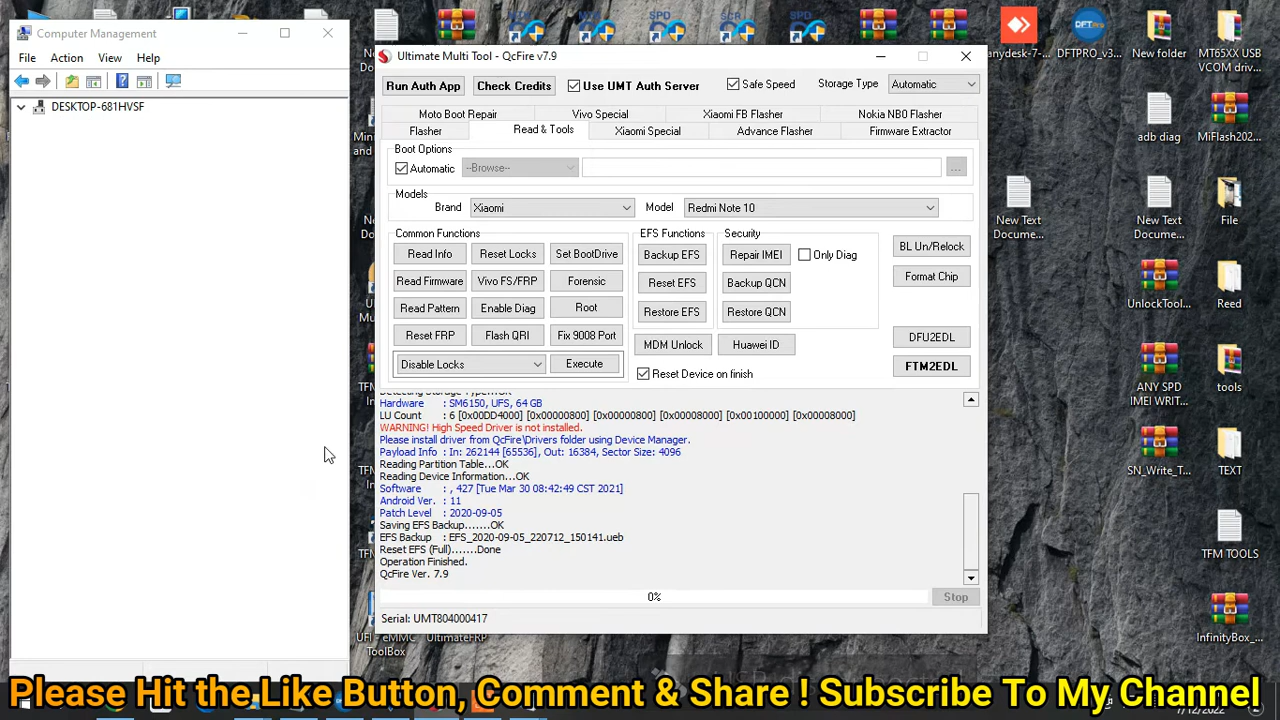 Computer Management
File Action View Help
DESKTOP-681HVSF
Ultimate Multi Tool - QcFire v7.9
Run Auth App Check Credits Use UMT Auth Server Safe Speed Storage Type Automatic
Moto Boot Repair Vivo Special Xiaomi FB Flasher Nokia NB0 Flasher
Flasher Read & Tools Xiaomi Special Advance Flasher Firmware Extractor
Boot Options
Automatic --Browse-- ...
Models
Brand Xiaomi Model Redmi Note 10
Common Functions EFS Functions Security
Read Info Reset Locks Set BootDrive Backup EFS Repair IMEI Only Diag BL Un/Relock
Read Firmware Vivo FS/FRP Forensic Reset EFS Backup QCN Format Chip
Read Pattern Enable Diag Root Restore EFS Restore QCN
Reset FRP Flash QRI Fix 9008 Port MDM Unlock Huawei ID DFU2EDL
Disable Locks Execute Reset Device on finish FTM2EDL
Hardware : SM6150, UFS, 64 GB
LU Count : 6 [0x00DD4000] [0x00000800] [0x00000800] [0x00008000] [0x00100000] [0x00008000]
WARNING! High Speed Driver is not installed.
Please install driver from QcFire\Drivers folder using Device Manager.
Payload Info : In: 262144 [65536], Out: 16384, Sector Size: 4096
Reading Partition Table...OK
Reading Device Information...OK
Software : , 427 [Tue Mar 30 08:42:49 CST 2021]
Android Ver. : 11
Patch Level : 2020-09-05
Saving EFS Backup.......OK
EFS Backup : EFS_2020-09-05_220712_150141.ueb
Reset EFS (Full).......Done
Operation Finished.
QcFire Ver. 7.9
0% Stop
Serial: UMT804000417
anydesk-7-...
DFTPRO_v3...
New folder
MT65XX USB
VCOM driv...
adb diag
MiFlash202...
New Text
Docume...
New Text
Docume...
File
UnlockTool...
Reed
ANY SPD
IMEI WRIT...
tools
SN_Write_T...
TEXT
TFM TOOLS
InfinityBox_...
UFI - eMMC
ToolBox
UltimateFRP
Please Hit the Like Button, Comment & Share ! Subscribe To My Channel
7/12/2022